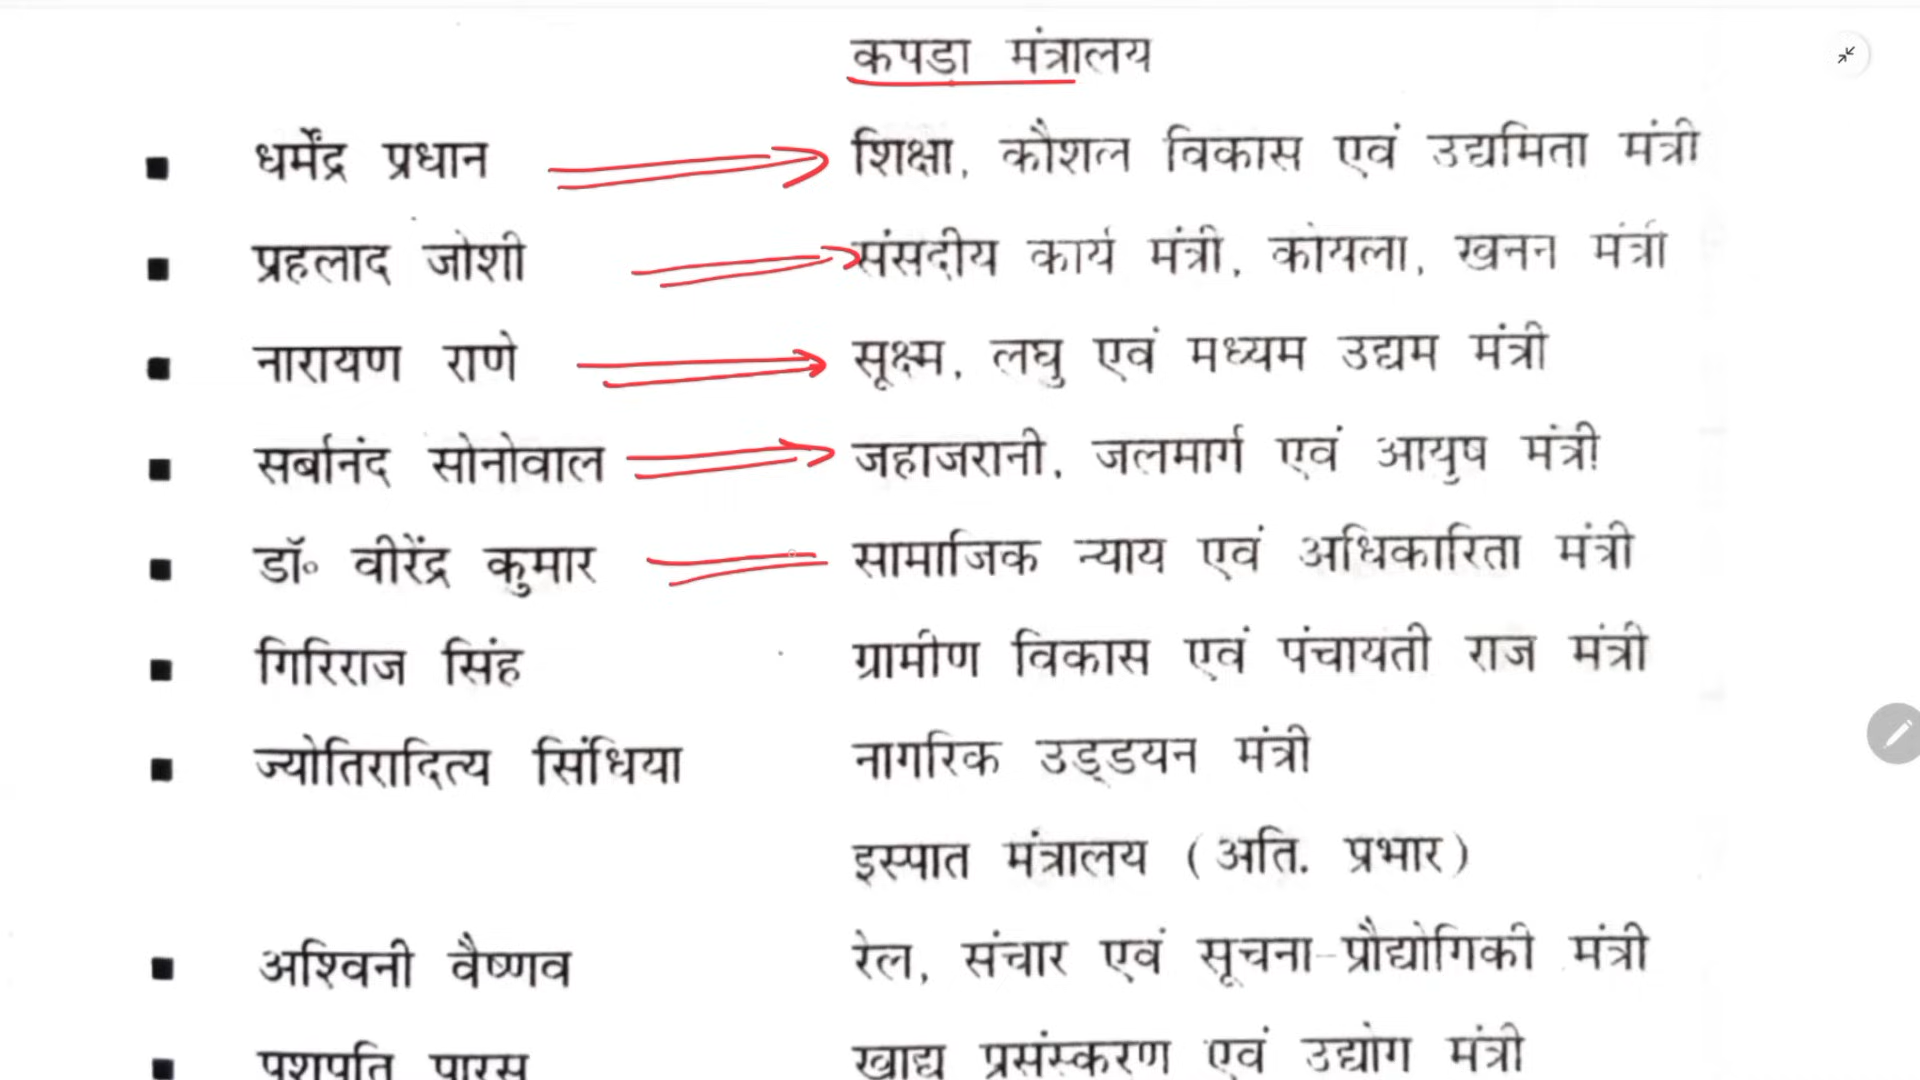 कपडा मंत्रालय
धर्मेंद्र प्रधान शिक्षा, कौशल विकास एवं उद्यमिता मंत्री
प्रहलाद जोशी संसदीय कार्य मंत्री, कोयला, खनन मंत्री
नारायण राणे सूक्ष्म, लघु एवं मध्यम उद्यम मंत्री
सर्बानंद सोनोवाल जहाजरानी, जलमार्ग एवं आयुष मंत्री
डॉ॰ वीरेंद्र कुमार सामाजिक न्याय एवं अधिकारिता मंत्री
गिरिराज सिंह ग्रामीण विकास एवं पंचायती राज मंत्री
ज्योतिरादित्य सिंधिया नागरिक उड्डयन मंत्री
इस्पात मंत्रालय (अति. प्रभार)
अश्विनी वैष्णव रेल, संचार एवं सूचना-प्रौद्योगिकी मंत्री
पशुपति पारस खाद्य प्रसंस्करण एवं उद्योग मंत्री